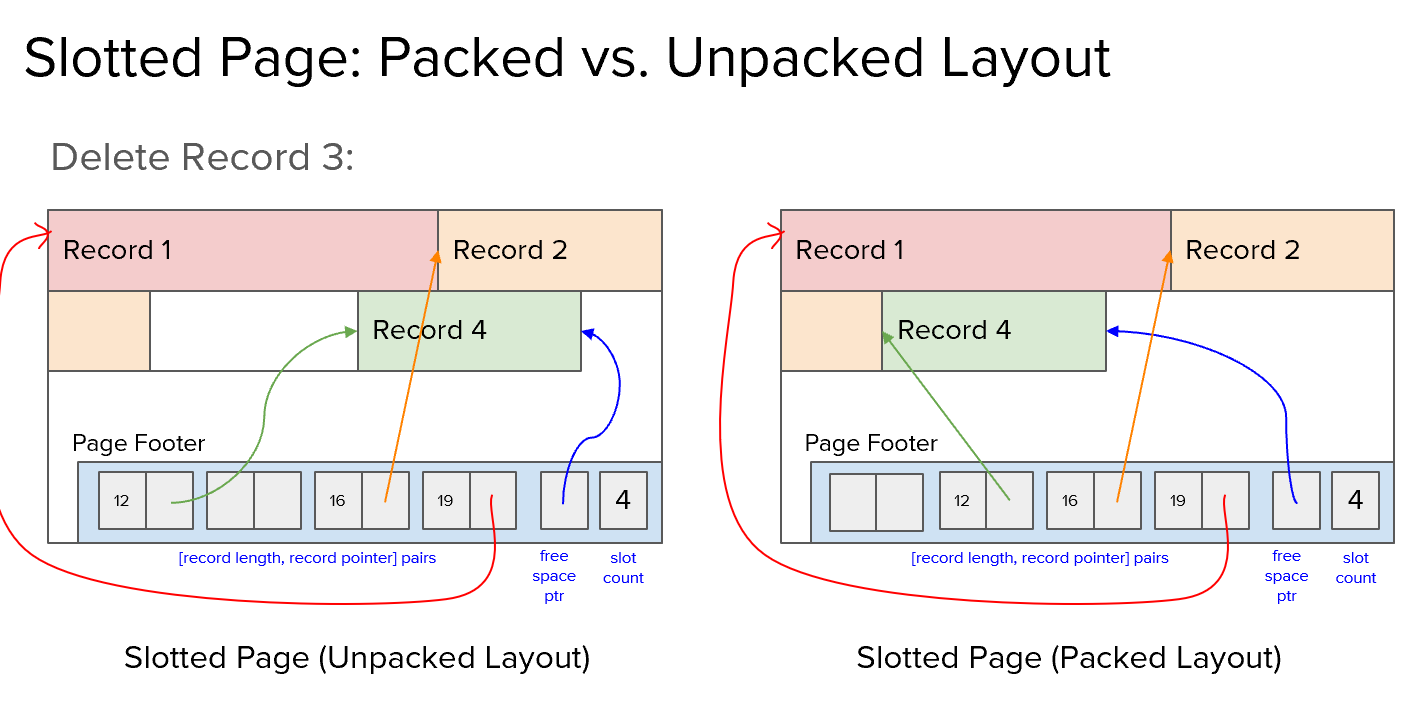 Slotted Page: Packed vs. Unpacked Layout
Delete Record 3:
Record 1
Record 2
Record 4
Page Footer
12
16
19
4
[record length, record pointer] pairs
free
space
ptr
slot
count
Slotted Page (Unpacked Layout)
Record 1
Record 2
Record 4
Page Footer
12
16
19
4
[record length, record pointer] pairs
free
space
ptr
slot
count
Slotted Page (Packed Layout)